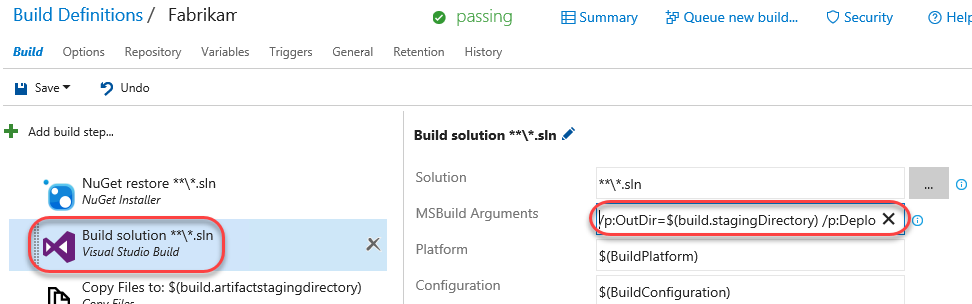 Build Definitions / Fabrikam
passing
Summary
Queue new build...
Security
Help
Build
Options
Repository
Variables
Triggers
General
Retention
History
Save
Undo
Add build step...
Build solution **\*.sln
NuGet restore **\*.sln
NuGet Installer
Build solution **\*.sln
Visual Studio Build
Copy Files to: $(build.artifactstagingdirectory)
Copy Files
Solution
**\*.sln
...
MSBuild Arguments
/p:OutDir=$(build.stagingDirectory) /p:Deplo
Platform
$(BuildPlatform)
Configuration
$(BuildConfiguration)